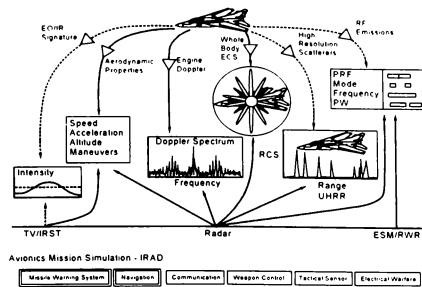 EO/IR
Signature
Aerodynamic
Properties
Engine
Doppler
Whole
Body
ECS
High
Resolution
Scatterers
RF
Emissions
PRF
Mode
Frequency
PW
Speed
Acceleration
Altitude
Maneuvers
Doppler Spectrum
Frequency
RCS
Range
UHRR
Intensity
TV/IRST
Radar
ESM/RWR
Avionics Mission Simulation - IRAD
Missile Warning System
Navigation
Communication
Weapon Control
Tactical Sensor
Electrical Warfare